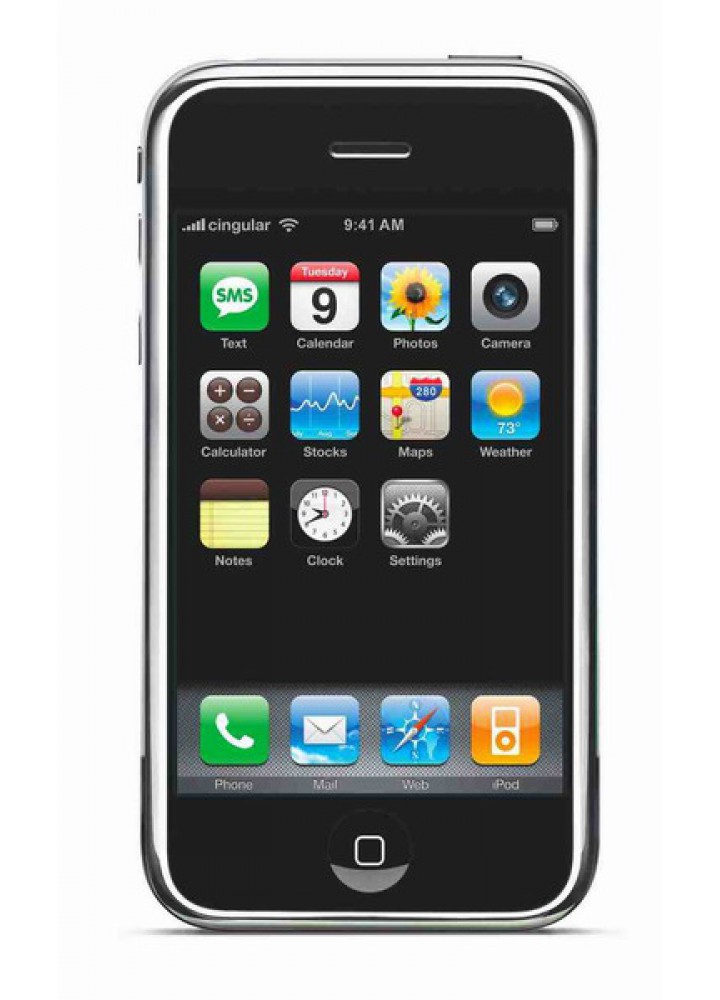 cingular 9:41 AM
SMS Tuesday 9
Text Calendar Photos Camera
280 73°
Calculator Stocks Maps Weather
Notes Clock Settings
Phone Mail Web iPod